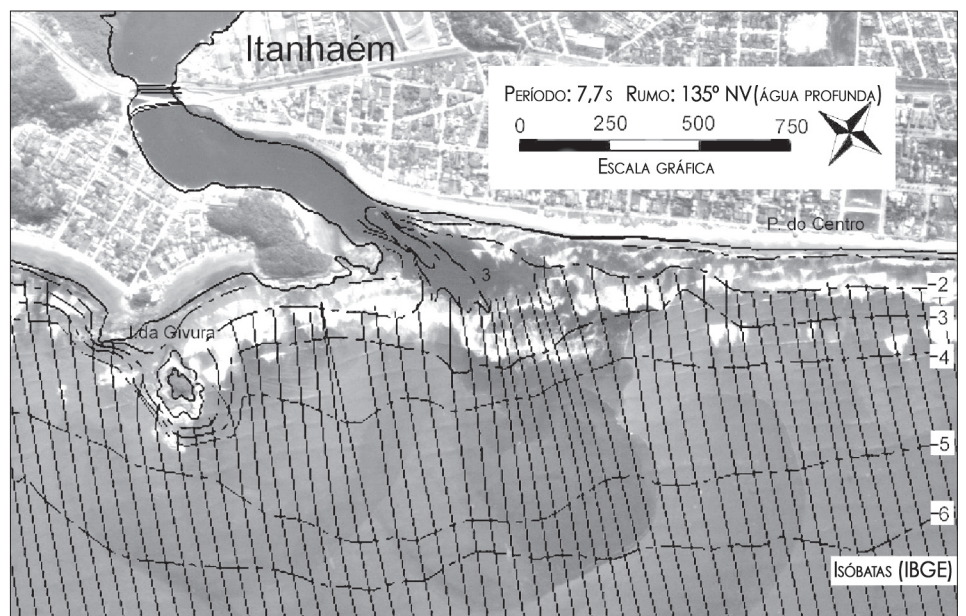 Itanhaém
PERÍODO: 7,7S RUMO: 135º NV(ÁGUA PROFUNDA)
0 250 500 750
ESCALA GRÁFICA
P. do Centro
3
-2
-3
I.da Givura
-4
-5
-6
ISÓBATAS (IBGE)